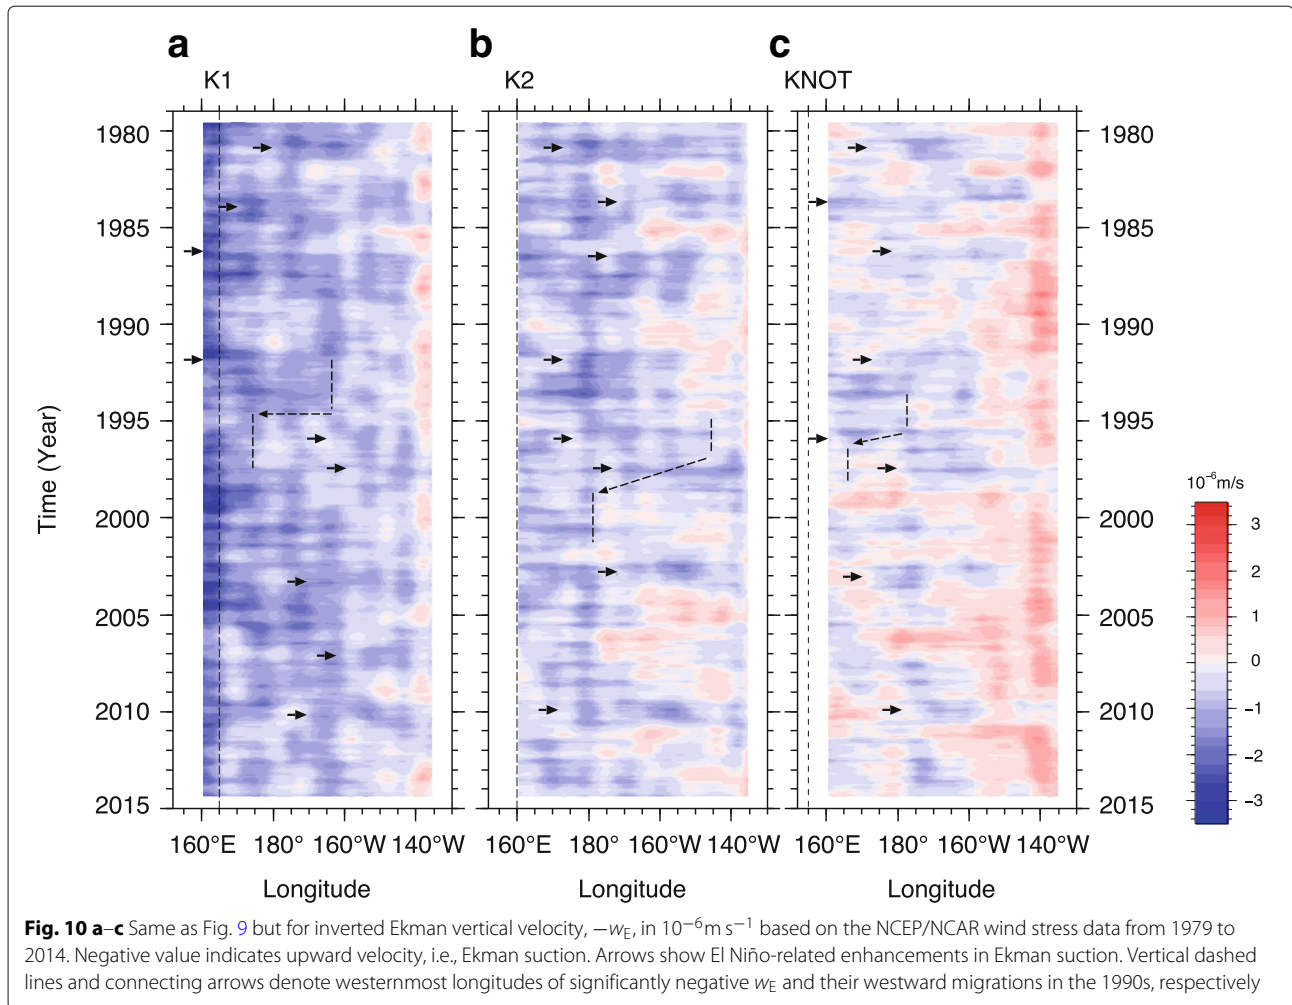 a
b
c
K1
K2
KNOT
1980
1985
1990
1995
2000
2005
2010
2015
Time (Year)
1980
1985
1990
1995
2000
2005
2010
2015
10⁻⁶m/s
3
2
1
0
−1
−2
−3
160°E 180° 160°W 140°W
160°E 180° 160°W 140°W
160°E 180° 160°W 140°W
Longitude
Longitude
Longitude
Fig. 10 a–c Same as Fig. 9 but for inverted Ekman vertical velocity, −wE, in 10⁻⁶m s⁻¹ based on the NCEP/NCAR wind stress data from 1979 to
2014. Negative value indicates upward velocity, i.e., Ekman suction. Arrows show El Niño-related enhancements in Ekman suction. Vertical dashed
lines and connecting arrows denote westernmost longitudes of significantly negative wE and their westward migrations in the 1990s, respectively